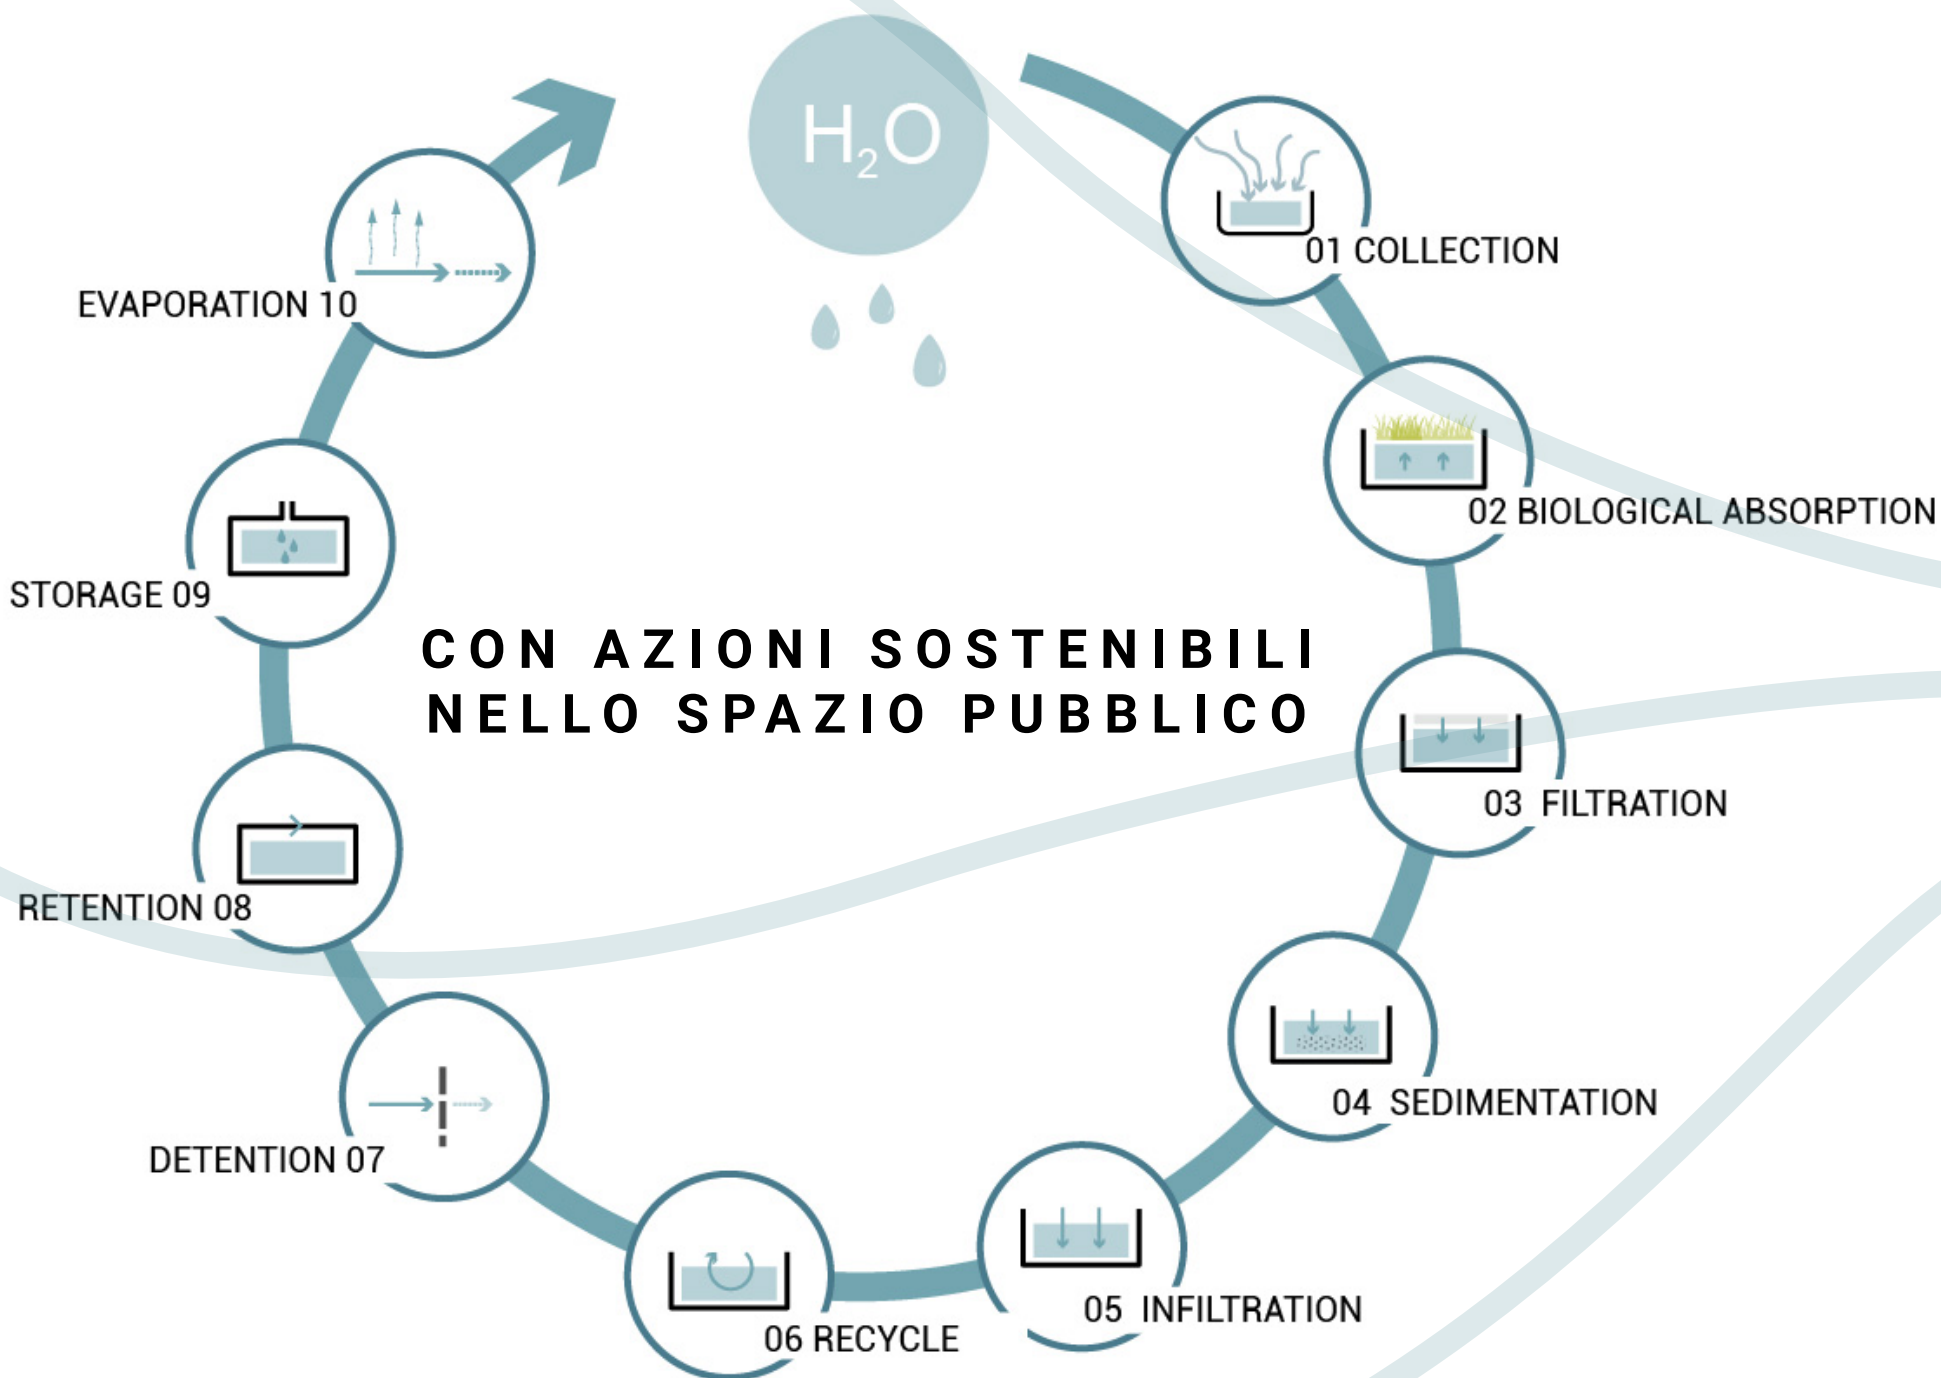 H₂O
01 COLLECTION
02 BIOLOGICAL ABSORPTION
03 FILTRATION
04 SEDIMENTATION
05 INFILTRATION
06 RECYCLE
DETENTION 07
RETENTION 08
STORAGE 09
EVAPORATION 10
CON AZIONI SOSTENIBILI
NELLO SPAZIO PUBBLICO